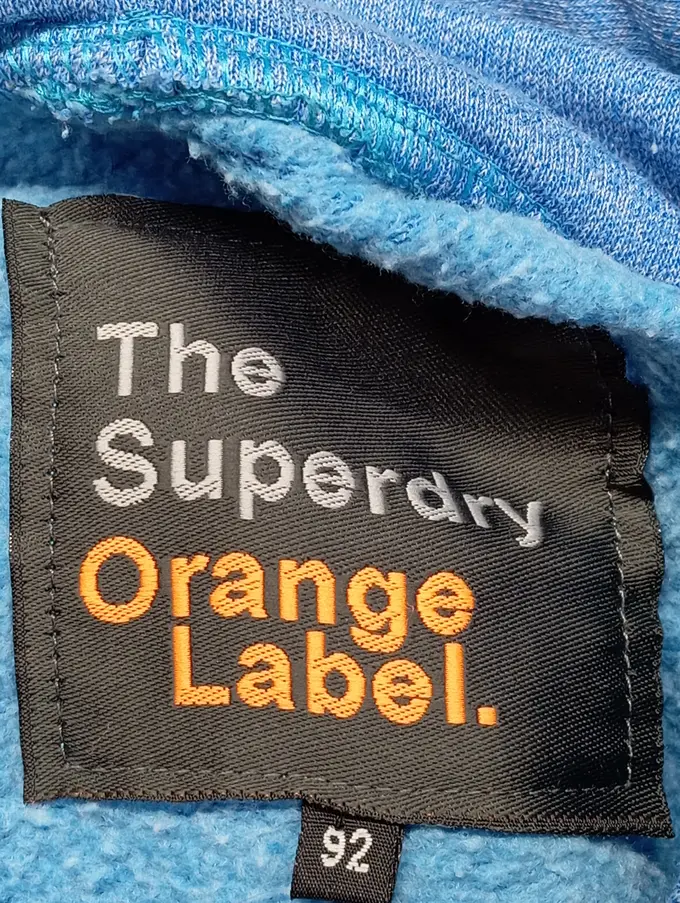 The
Superdry
Orange
Label.
92